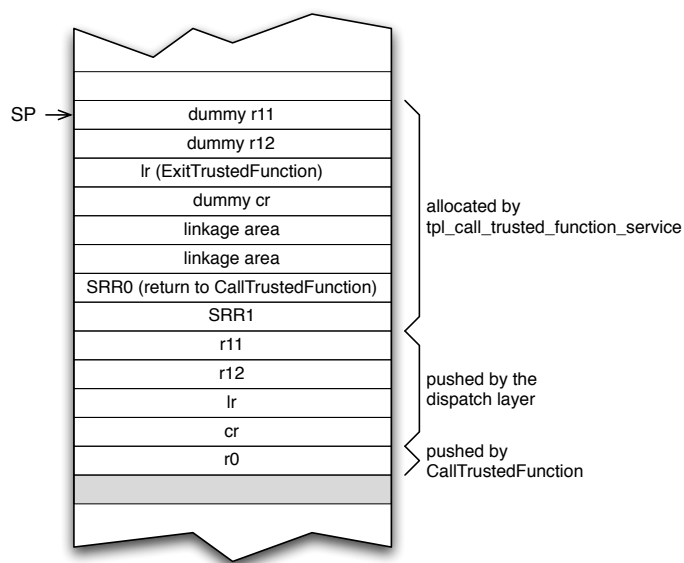 SP
dummy r11
dummy r12
lr (ExitTrustedFunction)
dummy cr
linkage area
linkage area
SRR0 (return to CallTrustedFunction)
SRR1
allocated by
tpl_call_trusted_function_service
r11
r12
lr
cr
pushed by the
dispatch layer
r0
pushed by
CallTrustedFunction